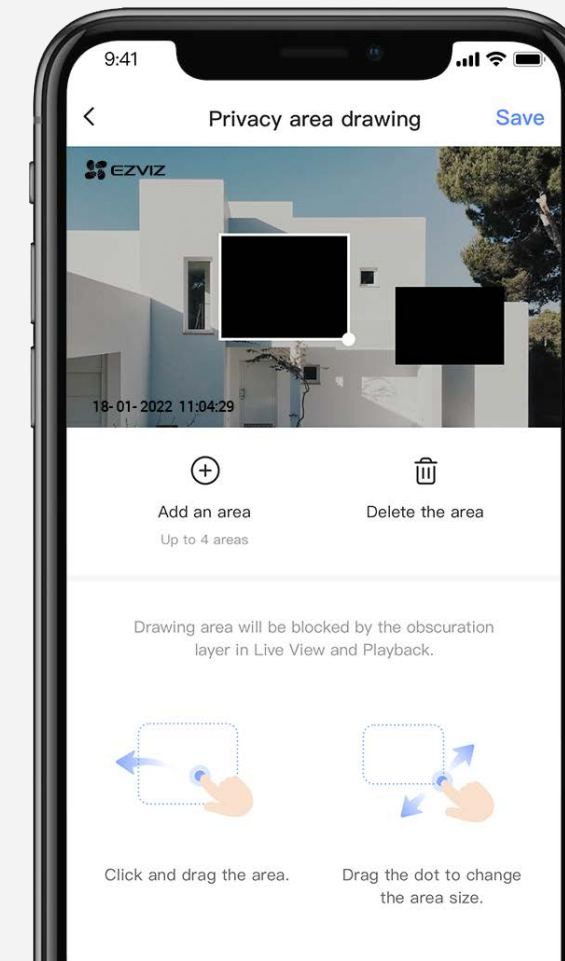 9:41
Privacy area drawing
Save
EZVIZ
18-01-2022 11:04:29
Add an area
Delete the area
Up to 4 areas
Drawing area will be blocked by the obscuration
layer in Live View and Playback.
Click and drag the area.
Drag the dot to change
the area size.